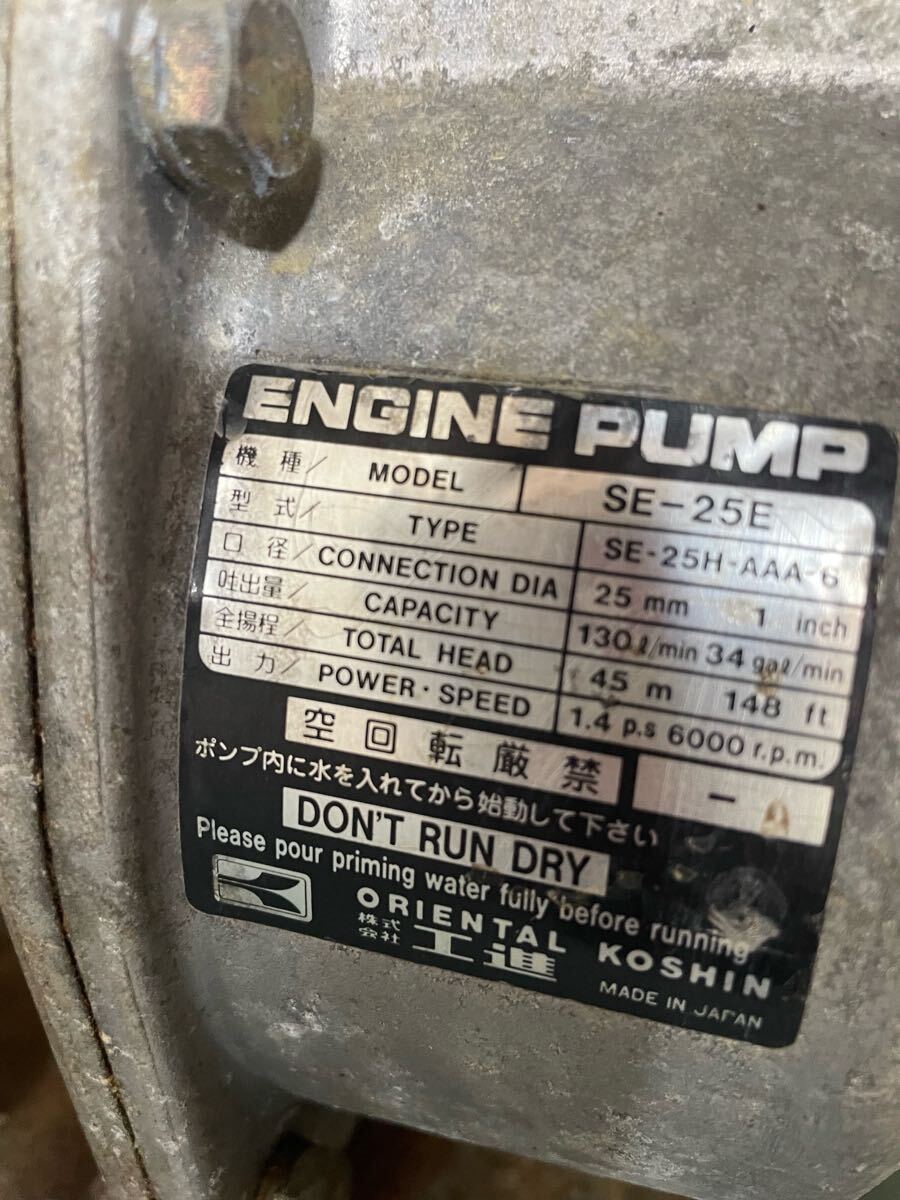 ENGINE PUMP
機種/ MODEL SE-25E
型式/ TYPE SE-25H-AAA-6
口径/ CONNECTION DIA 25 mm 1 inch
吐出量/ CAPACITY 130ℓ/min 34 gaℓ/min
全揚程/ TOTAL HEAD 45 m 148 ft
出力/ POWER・SPEED 1.4 p.s 6000 r.p.m.
空回転厳禁
ポンプ内に水を入れてから始動して下さい
DON'T RUN DRY
Please pour priming water fully before running
ORIENTAL KOSHIN
株式会社 工進
MADE IN JAPAN